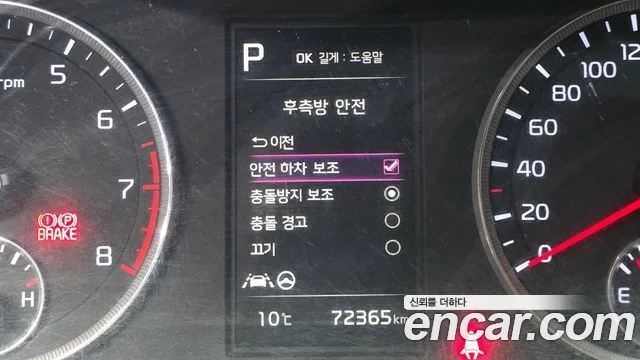 P OK 길게 : 도움말
후측방 안전
이전
안전 하차 보조
충돌방지 보조
충돌 경고
끄기
10℃ 72365km
rpm
5
6
7
8
H
(!) (P)
BRAKE
120
100
80
60
40
20
0
E
신뢰를 더하다
encar.com